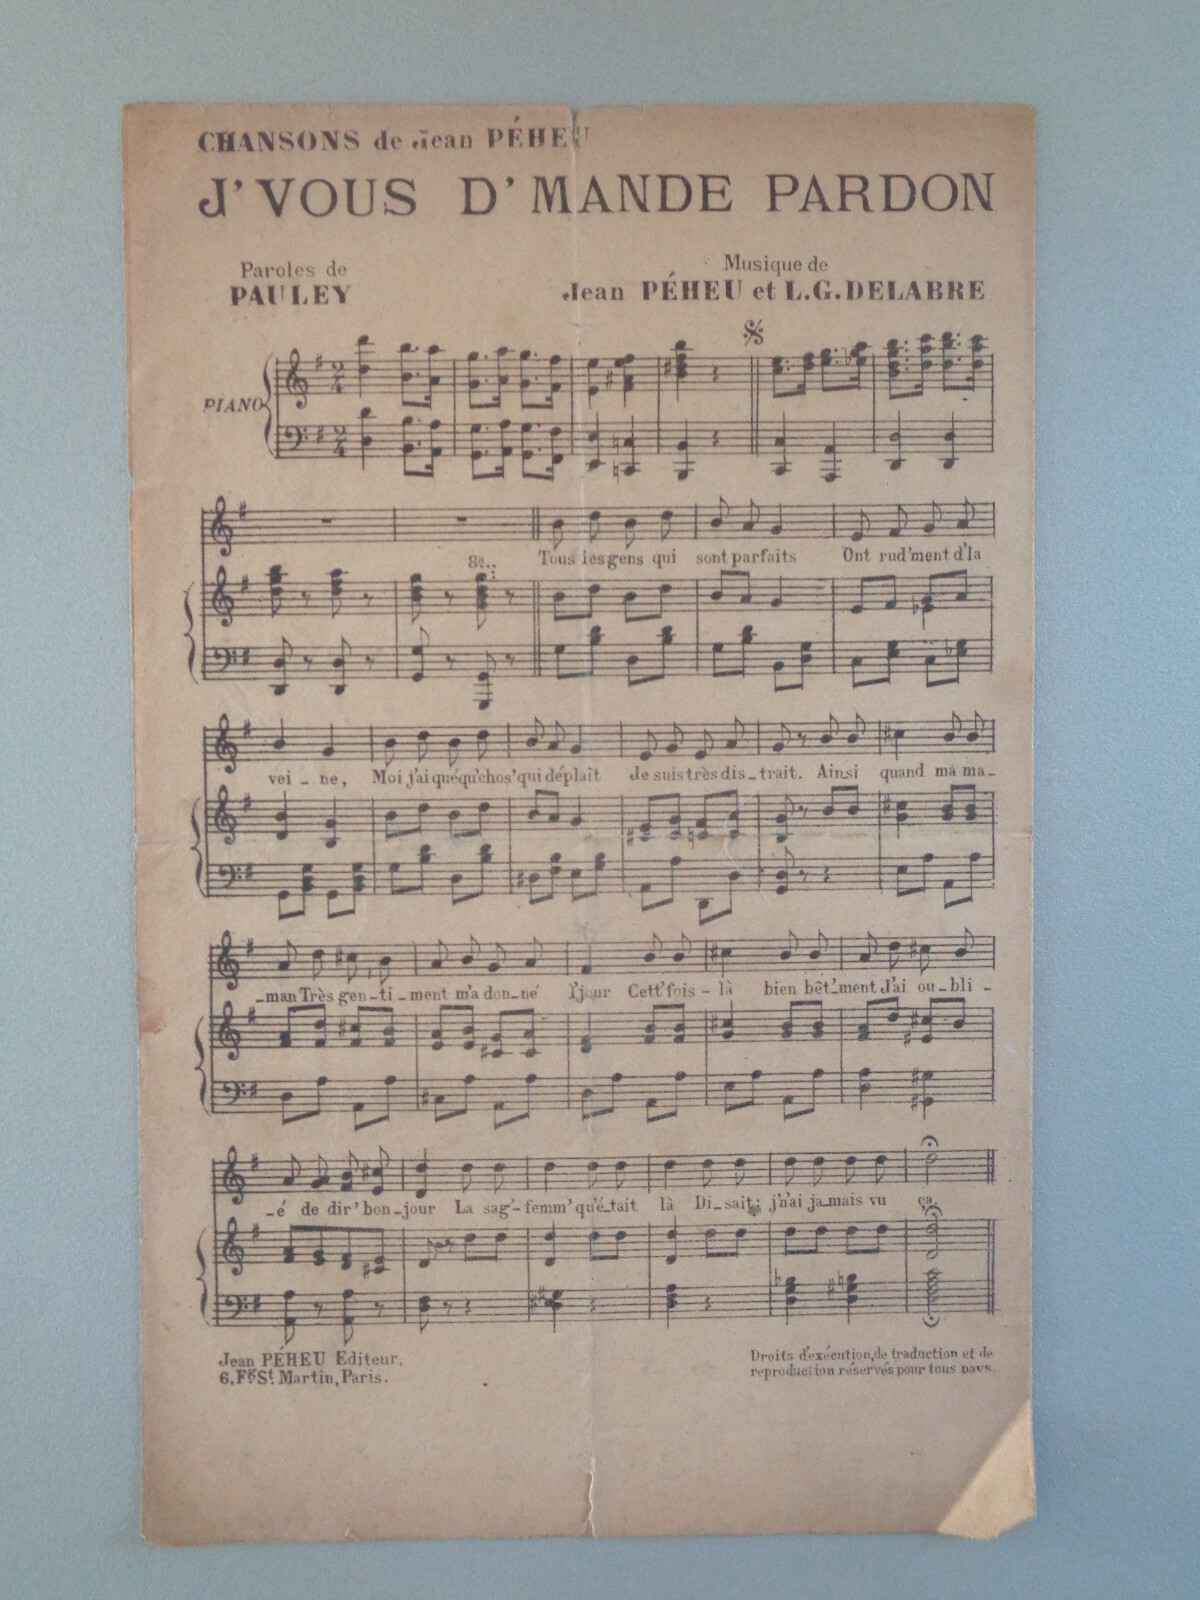 CHANSONS de Jean PÉHEU
J'VOUS D'MANDE PARDON
Paroles de
PAULEY
Musique de
Jean PÉHEU et L.G.DELABRE
PIANO
8ª..
Tous les gens qui sont parfaits Ont rud'ment d'la
vei_ne, Moi j'ai quéqu'chos'qui déplaît Je suis très dis_trait. Ainsi quand ma ma_
_man Très gen_ti_ment m'a don_né l'jour Cett'fois_là bien bêt'ment J'ai ou_bli_
_é de dir'bon_jour La sag'-femm'qu'é_tait là Di_sait: j'n'ai ja_mais vu ça.
Jean PÉHEU Editeur.
6, Fg St Martin, Paris.
Droits d'exécution, de traduction et de
reproduction réservés pour tous pays.